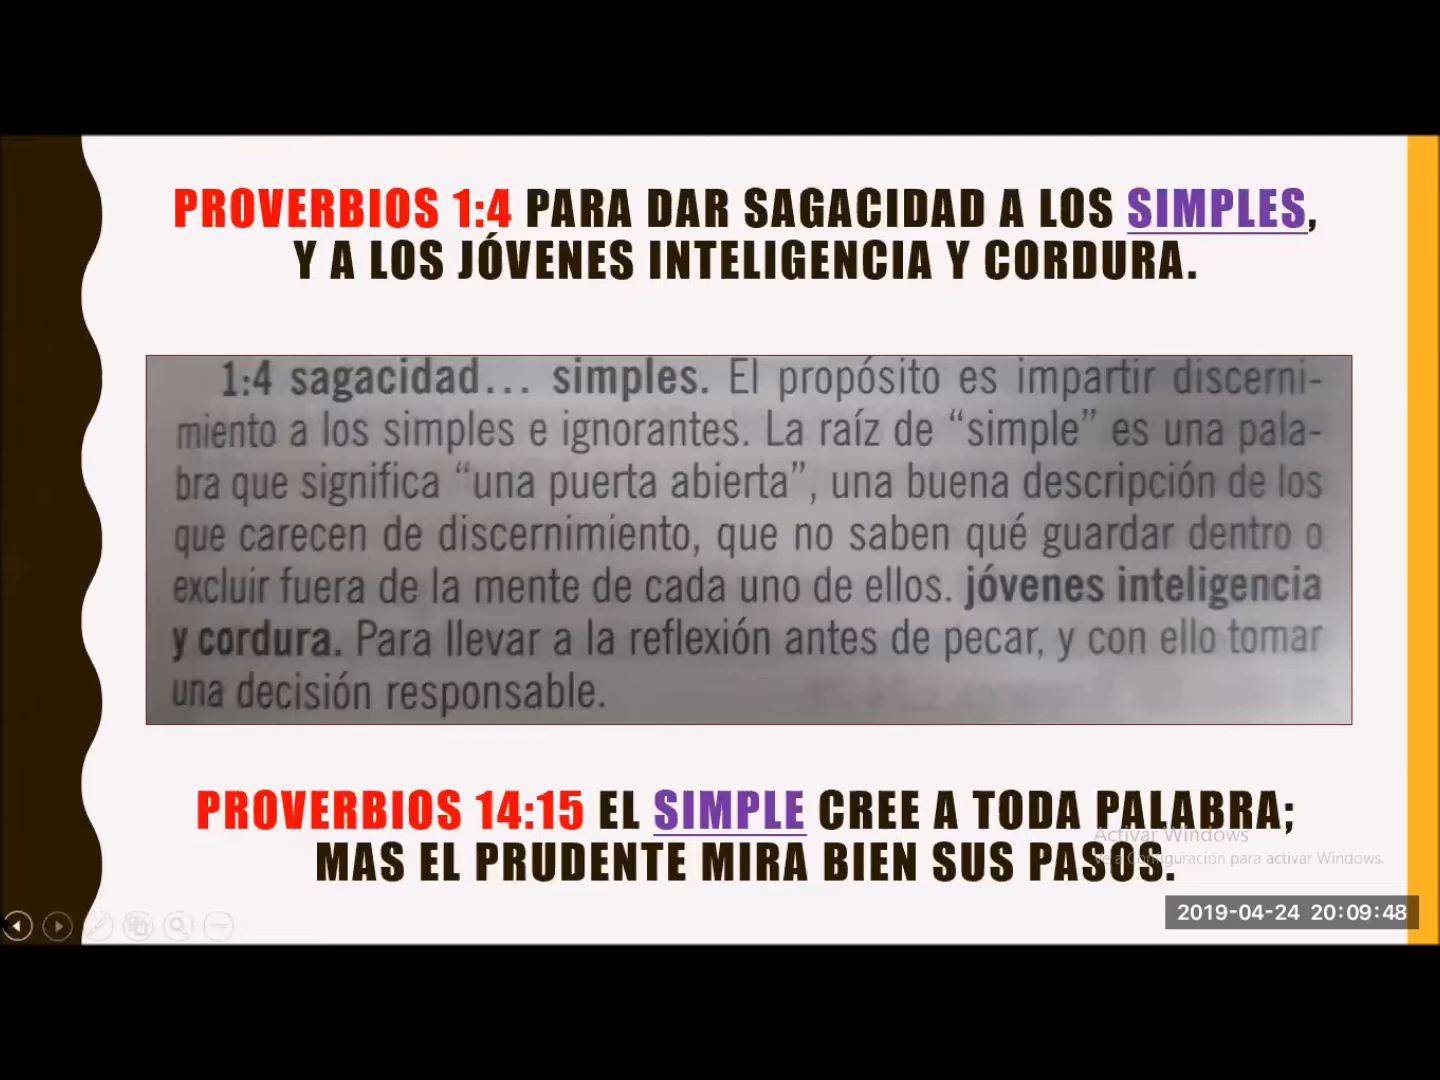 PROVERBIOS 1:4 PARA DAR SAGACIDAD A LOS SIMPLES,
Y A LOS JÓVENES INTELIGENCIA Y CORDURA.
1:4 sagacidad... simples. El propósito es impartir discerni-
miento a los simples e ignorantes. La raíz de “simple” es una pala-
bra que significa “una puerta abierta”, una buena descripción de los
que carecen de discernimiento, que no saben qué guardar dentro o
excluir fuera de la mente de cada uno de ellos. jóvenes inteligencia
y cordura. Para llevar a la reflexión antes de pecar, y con ello tomar
una decisión responsable.
PROVERBIOS 14:15 EL SIMPLE CREE A TODA PALABRA;
MAS EL PRUDENTE MIRA BIEN SUS PASOS.
Activar Windows
Ve a Configuración para activar Windows.
2019-04-24 20:09:48